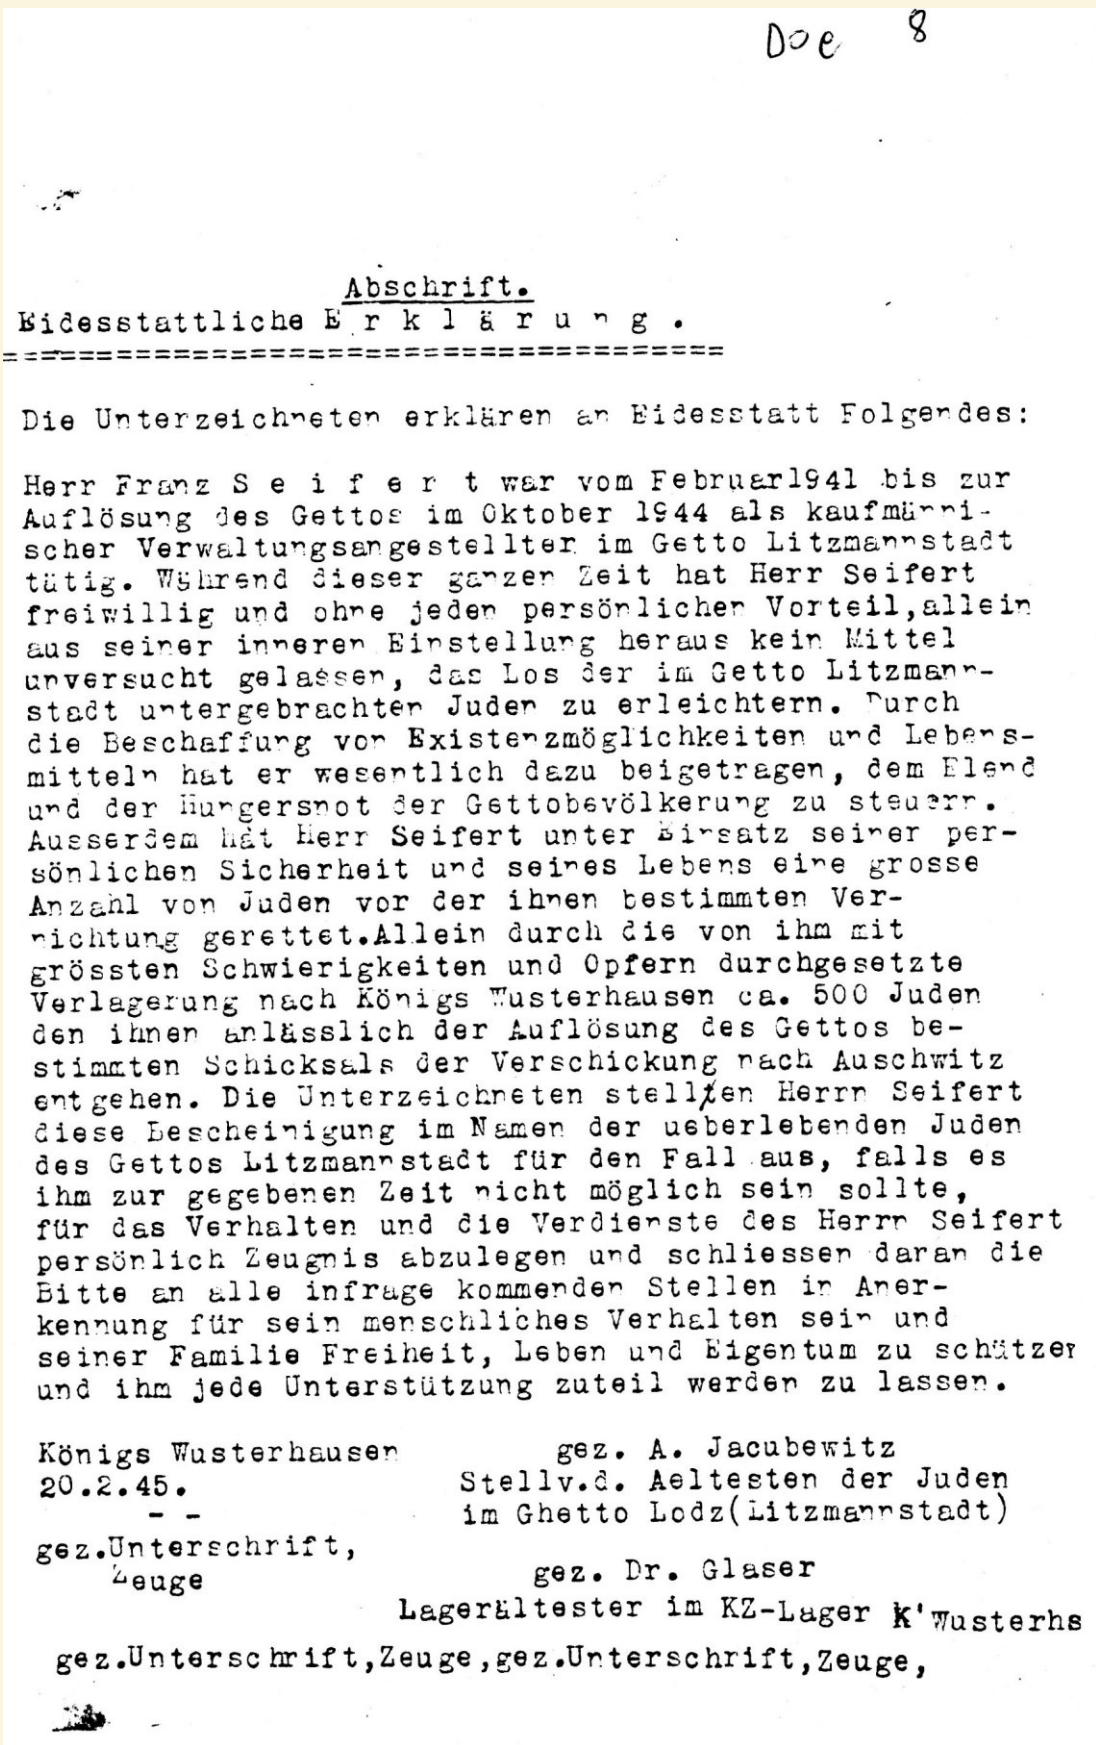 Doe 8
Abschrift.
Eidesstattliche E r k l ä r u n g .
=======================================
Die Unterzeichneten erklären an Eidesstatt Folgendes:
Herr Franz S e i f e r t war vom Februar1941 bis zur
Auflösung des Gettos im Oktober 1944 als kaufmänni-
scher Verwaltungsangestellter im Getto Litzmannstadt
tätig. Während dieser ganzen Zeit hat Herr Seifert
freiwillig und ohne jeden persönlichen Vorteil,allein
aus seiner inneren Einstellung heraus kein Mittel
unversucht gelassen, das Los der im Getto Litzmann-
stadt untergebrachten Juden zu erleichtern. Durch
die Beschaffung von Existenzmöglichkeiten und Lebens-
mitteln hat er wesentlich dazu beigetragen, dem Elend
und der Hungersnot der Gettobevölkerung zu steuern.
Ausserdem hat Herr Seifert unter Einsatz seiner per-
sönlichen Sicherheit und seines Lebens eine grosse
Anzahl von Juden vor der ihnen bestimmten Ver-
nichtung gerettet.Allein durch die von ihm mit
grössten Schwierigkeiten und Opfern durchgesetzte
Verlagerung nach Königs Wusterhausen ca. 500 Juden
den ihnen anlässlich der Auflösung des Gettos be-
stimmten Schicksals der Verschickung nach Auschwitz
entgehen. Die Unterzeichneten stellten Herrn Seifert
diese Bescheinigung im Namen der ueberlebenden Juden
des Gettos Litzmannstadt für den Fall aus, falls es
ihm zur gegebenen Zeit nicht möglich sein sollte,
für das Verhalten und die Verdienste des Herrn Seifert
persönlich Zeugnis abzulegen und schliessen daran die
Bitte an alle infrage kommenden Stellen in Aner-
kennung für sein menschliches Verhalten sein und
seiner Familie Freiheit, Leben und Eigentum zu schützen
und ihm jede Unterstützung zuteil werden zu lassen.
Königs Wusterhausen gez. A. Jacubewitz
20.2.45. Stellv.d. Aeltesten der Juden
- - im Ghetto Lodz(Litzmannstadt)
gez.Unterschrift,
Zeuge gez. Dr. Glaser
Lagerältester im KZ-Lager K'Wusterhs
gez.Unterschrift,Zeuge,gez.Unterschrift,Zeuge,